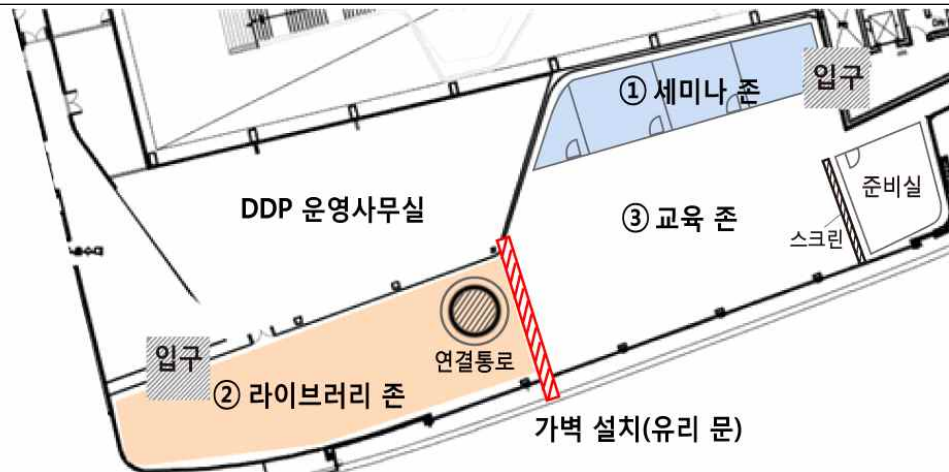 ① 세미나 존
입구
DDP 운영사무실
③ 교육 존
준비실
스크린
입구
연결통로
② 라이브러리 존
가벽 설치(유리 문)